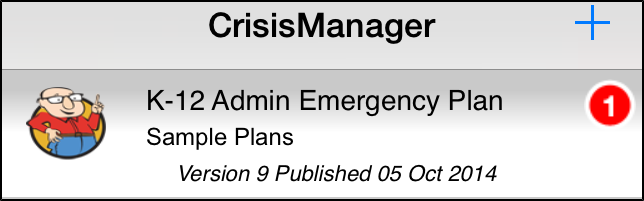 CrisisManager
K-12 Admin Emergency Plan
1
Sample Plans
Version 9 Published 05 Oct 2014